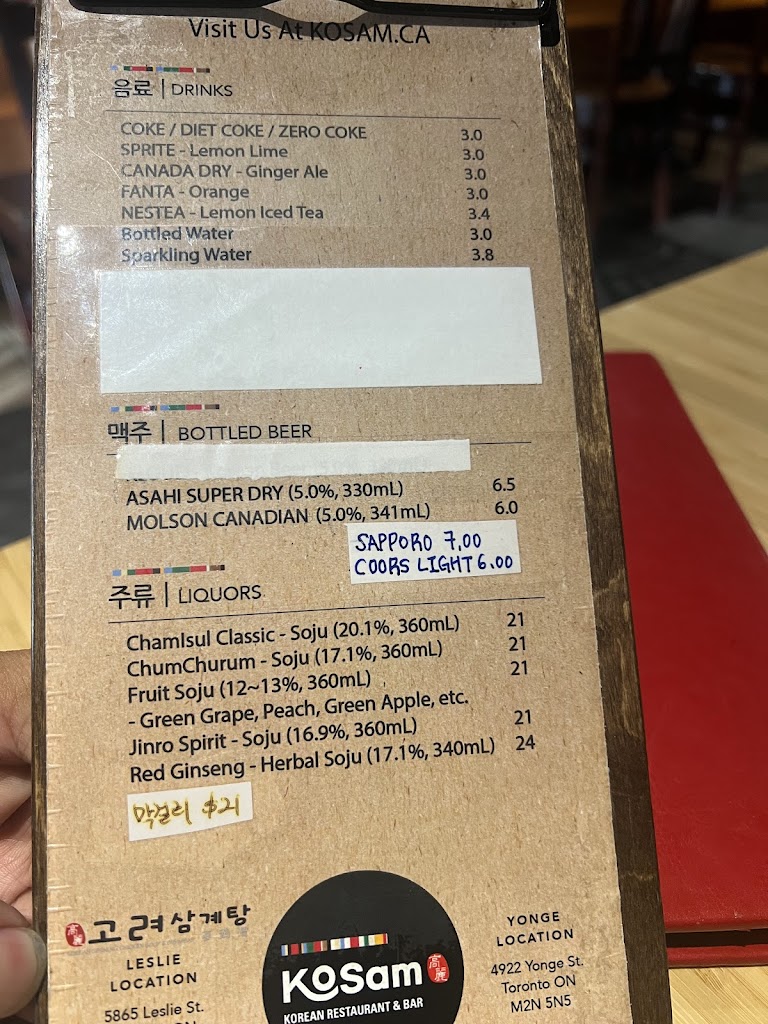 Visit Us At KOSAM.CA
음료 | DRINKS
COKE / DIET COKE / ZERO COKE 3.0
SPRITE - Lemon Lime 3.0
CANADA DRY - Ginger Ale 3.0
FANTA - Orange 3.0
NESTEA - Lemon Iced Tea 3.4
Bottled Water 3.0
Sparkling Water 3.8
맥주 | BOTTLED BEER
ASAHI SUPER DRY (5.0%, 330mL) 6.5
MOLSON CANADIAN (5.0%, 341mL) 6.0
SAPPORO 7.00
COORS LIGHT 6.00
주류 | LIQUORS
ChamIsul Classic - Soju (20.1%, 360mL) 21
ChumChurum - Soju (17.1%, 360mL) 21
Fruit Soju (12~13%, 360mL) 21
- Green Grape, Peach, Green Apple, etc.
Jinro Spirit - Soju (16.9%, 360mL) 21
Red Ginseng - Herbal Soju (17.1%, 340mL) 24
막걸리 $21
高麗 고려삼계탕
LESLIE
LOCATION
5865 Leslie St.
ON
KOSam 高麗
KOREAN RESTAURANT & BAR
YONGE
LOCATION
4922 Yonge St.
Toronto ON
M2N 5N5